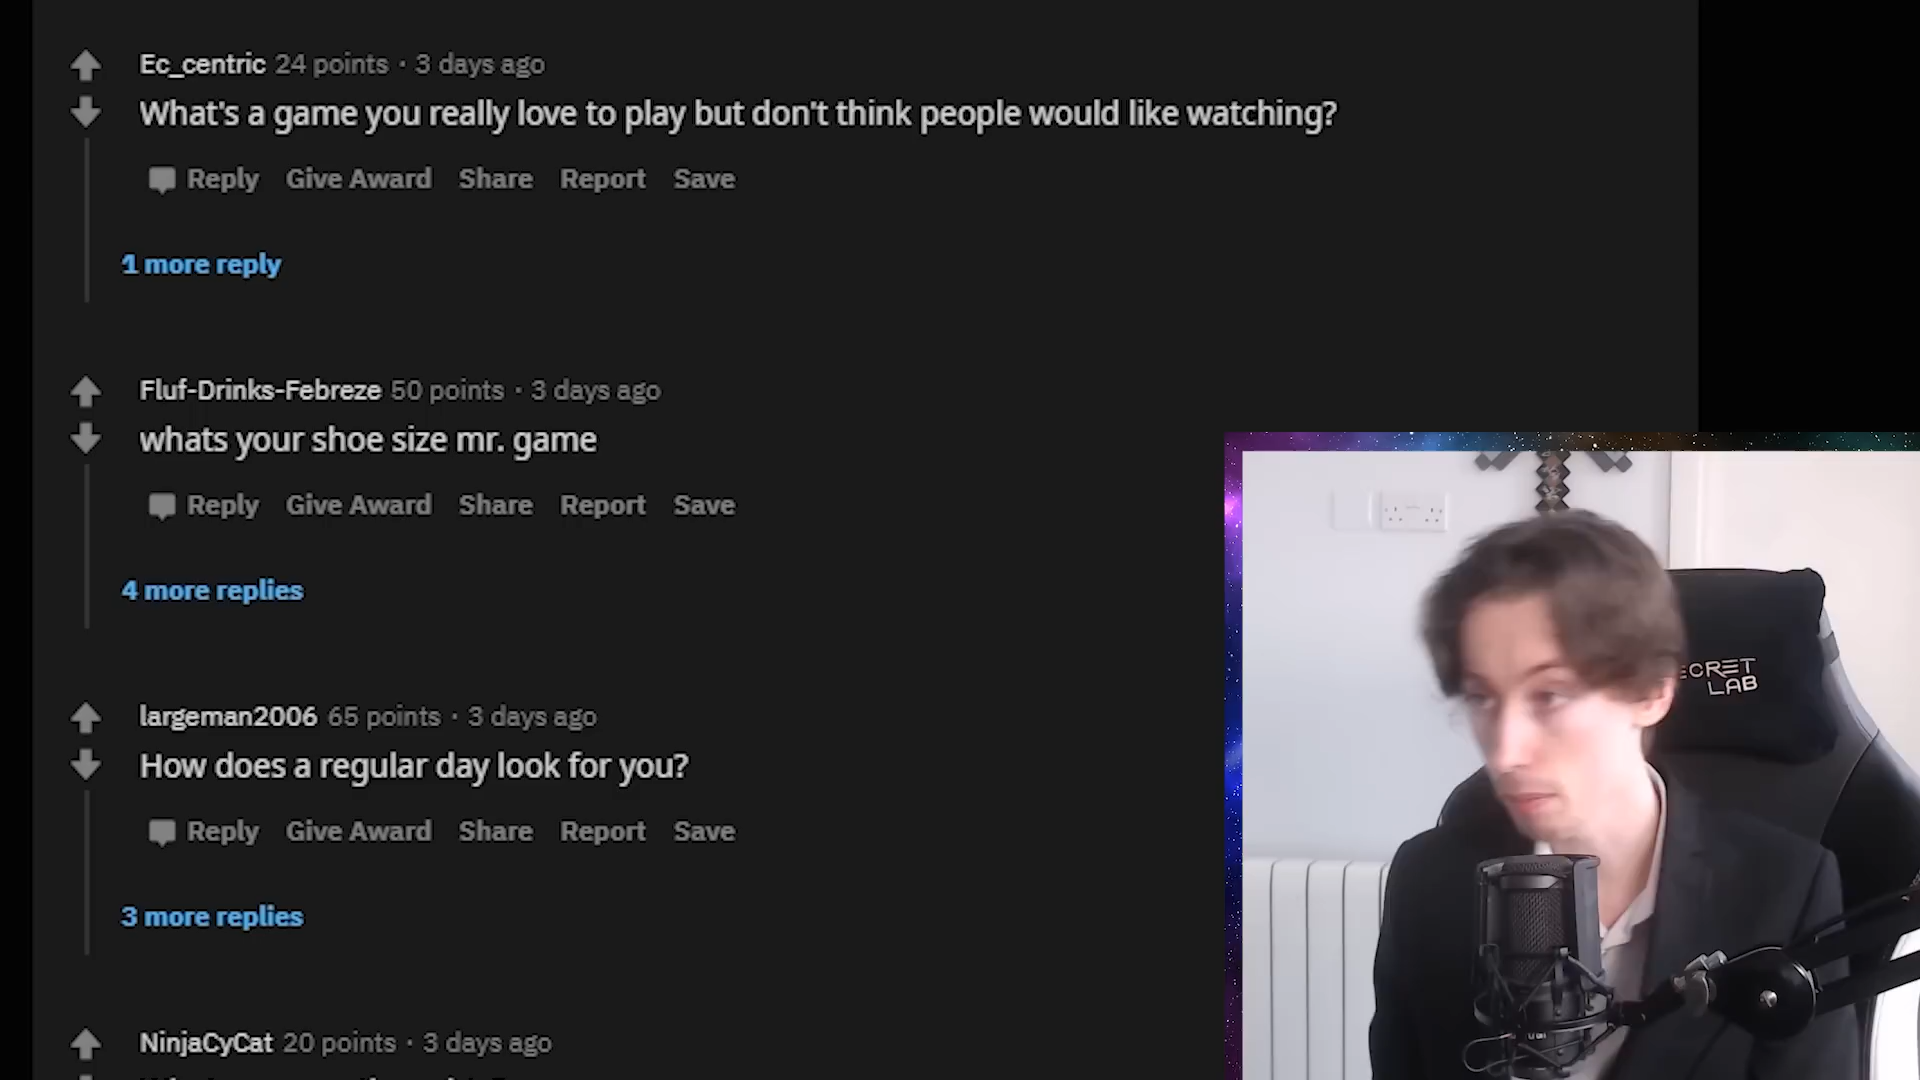 Ec_centric 24 points · 3 days ago
What's a game you really love to play but don't think people would like watching?
Reply Give Award Share Report Save
1 more reply
Fluf-Drinks-Febreze 50 points · 3 days ago
whats your shoe size mr. game
Reply Give Award Share Report Save
4 more replies
largeman2006 65 points · 3 days ago
How does a regular day look for you?
Reply Give Award Share Report Save
3 more replies
NinjaCyCat 20 points · 3 days ago
ECRET
LAB